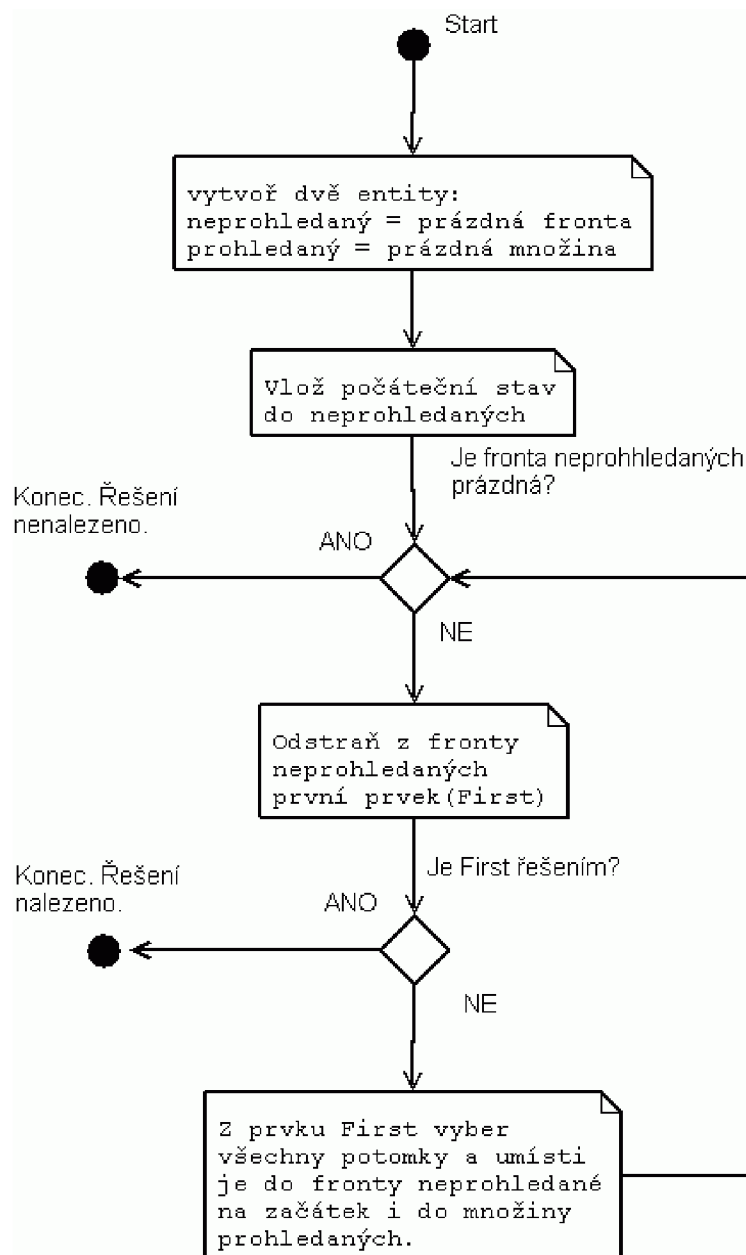 Start
vytvoř dvě entity:
neprohledaný = prázdná fronta
prohledaný = prázdná množina
Vlož počáteční stav
do neprohledaných
Je fronta neprohhledaných
prázdná?
Konec. Řešení
nenalezeno.
ANO
NE
Odstraň z fronty
neprohledaných
první prvek(First)
Je First řešením?
Konec. Řešení
nalezeno.
ANO
NE
Z prvku First vyber
všechny potomky a umísti
je do fronty neprohledané
na začátek i do množiny
prohledaných.